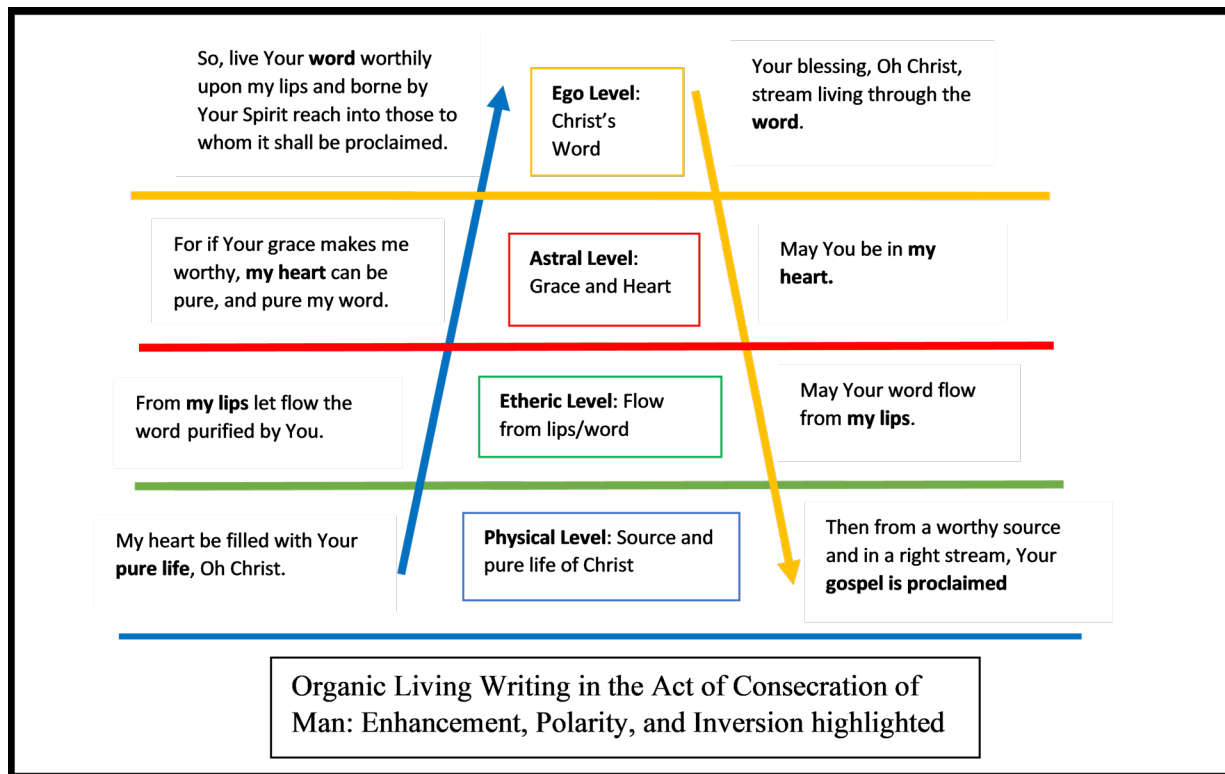 So, live Your word worthily
upon my lips and borne by
Your Spirit reach into those to
whom it shall be proclaimed.
Ego Level:
Christ's
Word
Your blessing, Oh Christ,
stream living through the
word.
For if Your grace makes me
worthy, my heart can be
pure, and pure my word.
Astral Level:
Grace and Heart
May You be in my
heart.
From my lips let flow the
word purified by You.
Etheric Level: Flow
from lips/word
May Your word flow
from my lips.
My heart be filled with Your
pure life, Oh Christ.
Physical Level: Source and
pure life of Christ
Then from a worthy source
and in a right stream, Your
gospel is proclaimed
Organic Living Writing in the Act of Consecration of
Man: Enhancement, Polarity, and Inversion highlighted